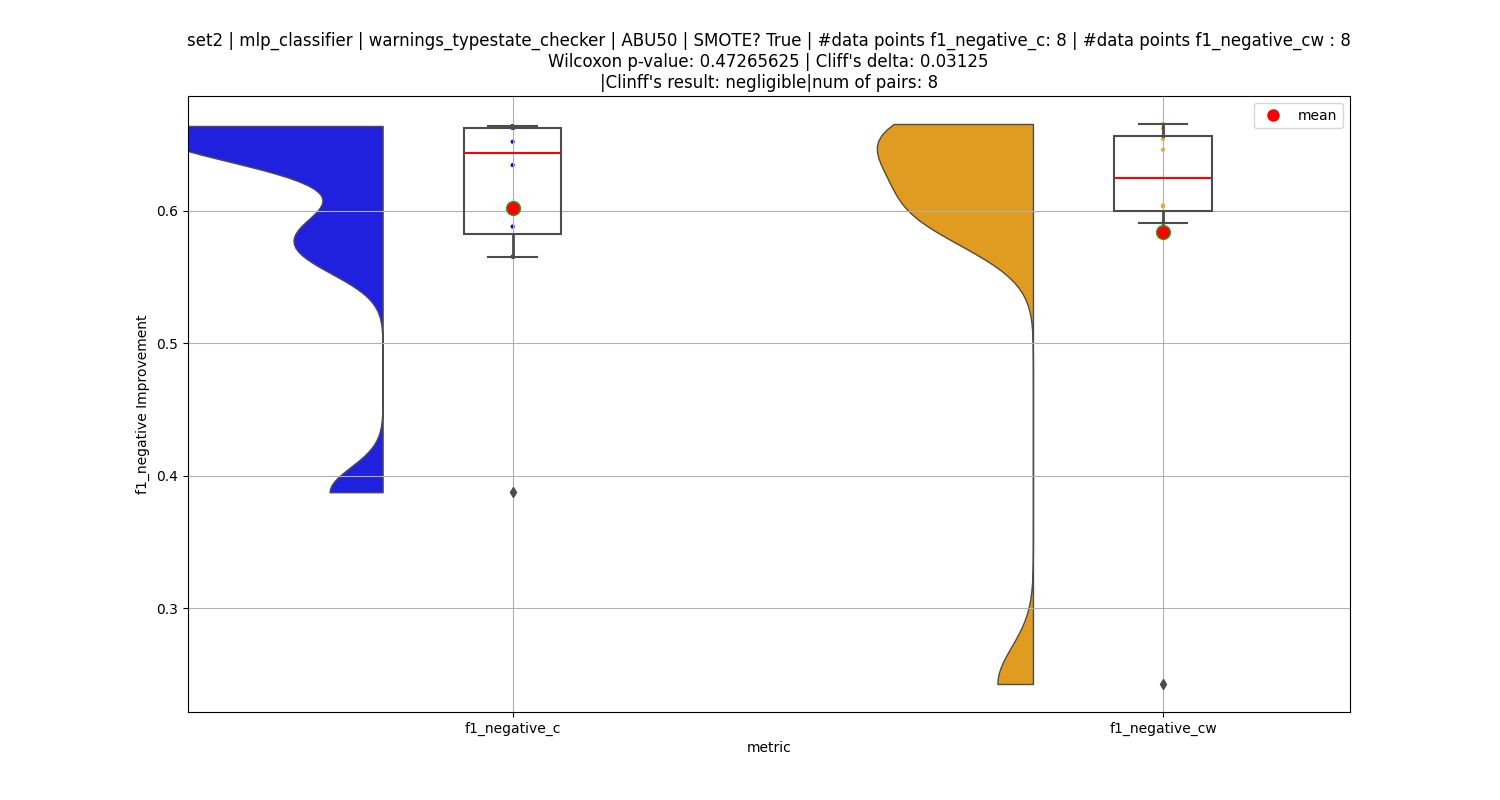 set2 | mlp_classifier | warnings_typestate_checker | ABU50 | SMOTE? True | #data points f1_negative_c: 8 | #data points f1_negative_cw : 8
Wilcoxon p-value: 0.47265625 | Cliff's delta: 0.03125
|Clinff's result: negligible|num of pairs: 8
mean
0.6
0.5
0.4
0.3
f1_negative Improvement
f1_negative_c
f1_negative_cw
metric